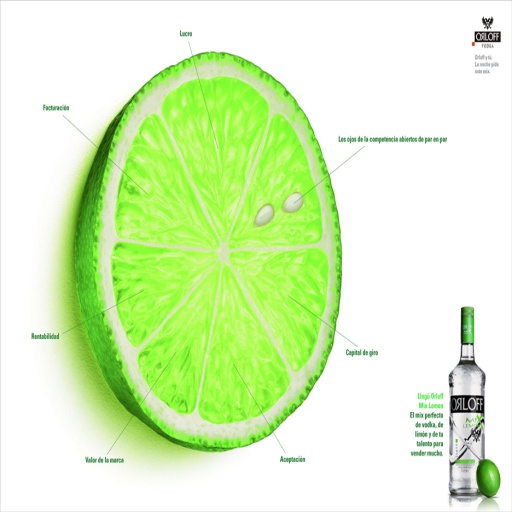 Lucro
ORLOFF
VODKA
Orloff y tú.
La noche pide
este mix.
Facturación
Los ojos de la competencia abiertos de par en par
Rentabilidad
Capital de giro
Valor de la marca
Aceptación
Llegó Orloff
Mix Lemon
El mix perfecto
de vodka, de
limón y de tu
talento para
vender mucho.
ORLOFF